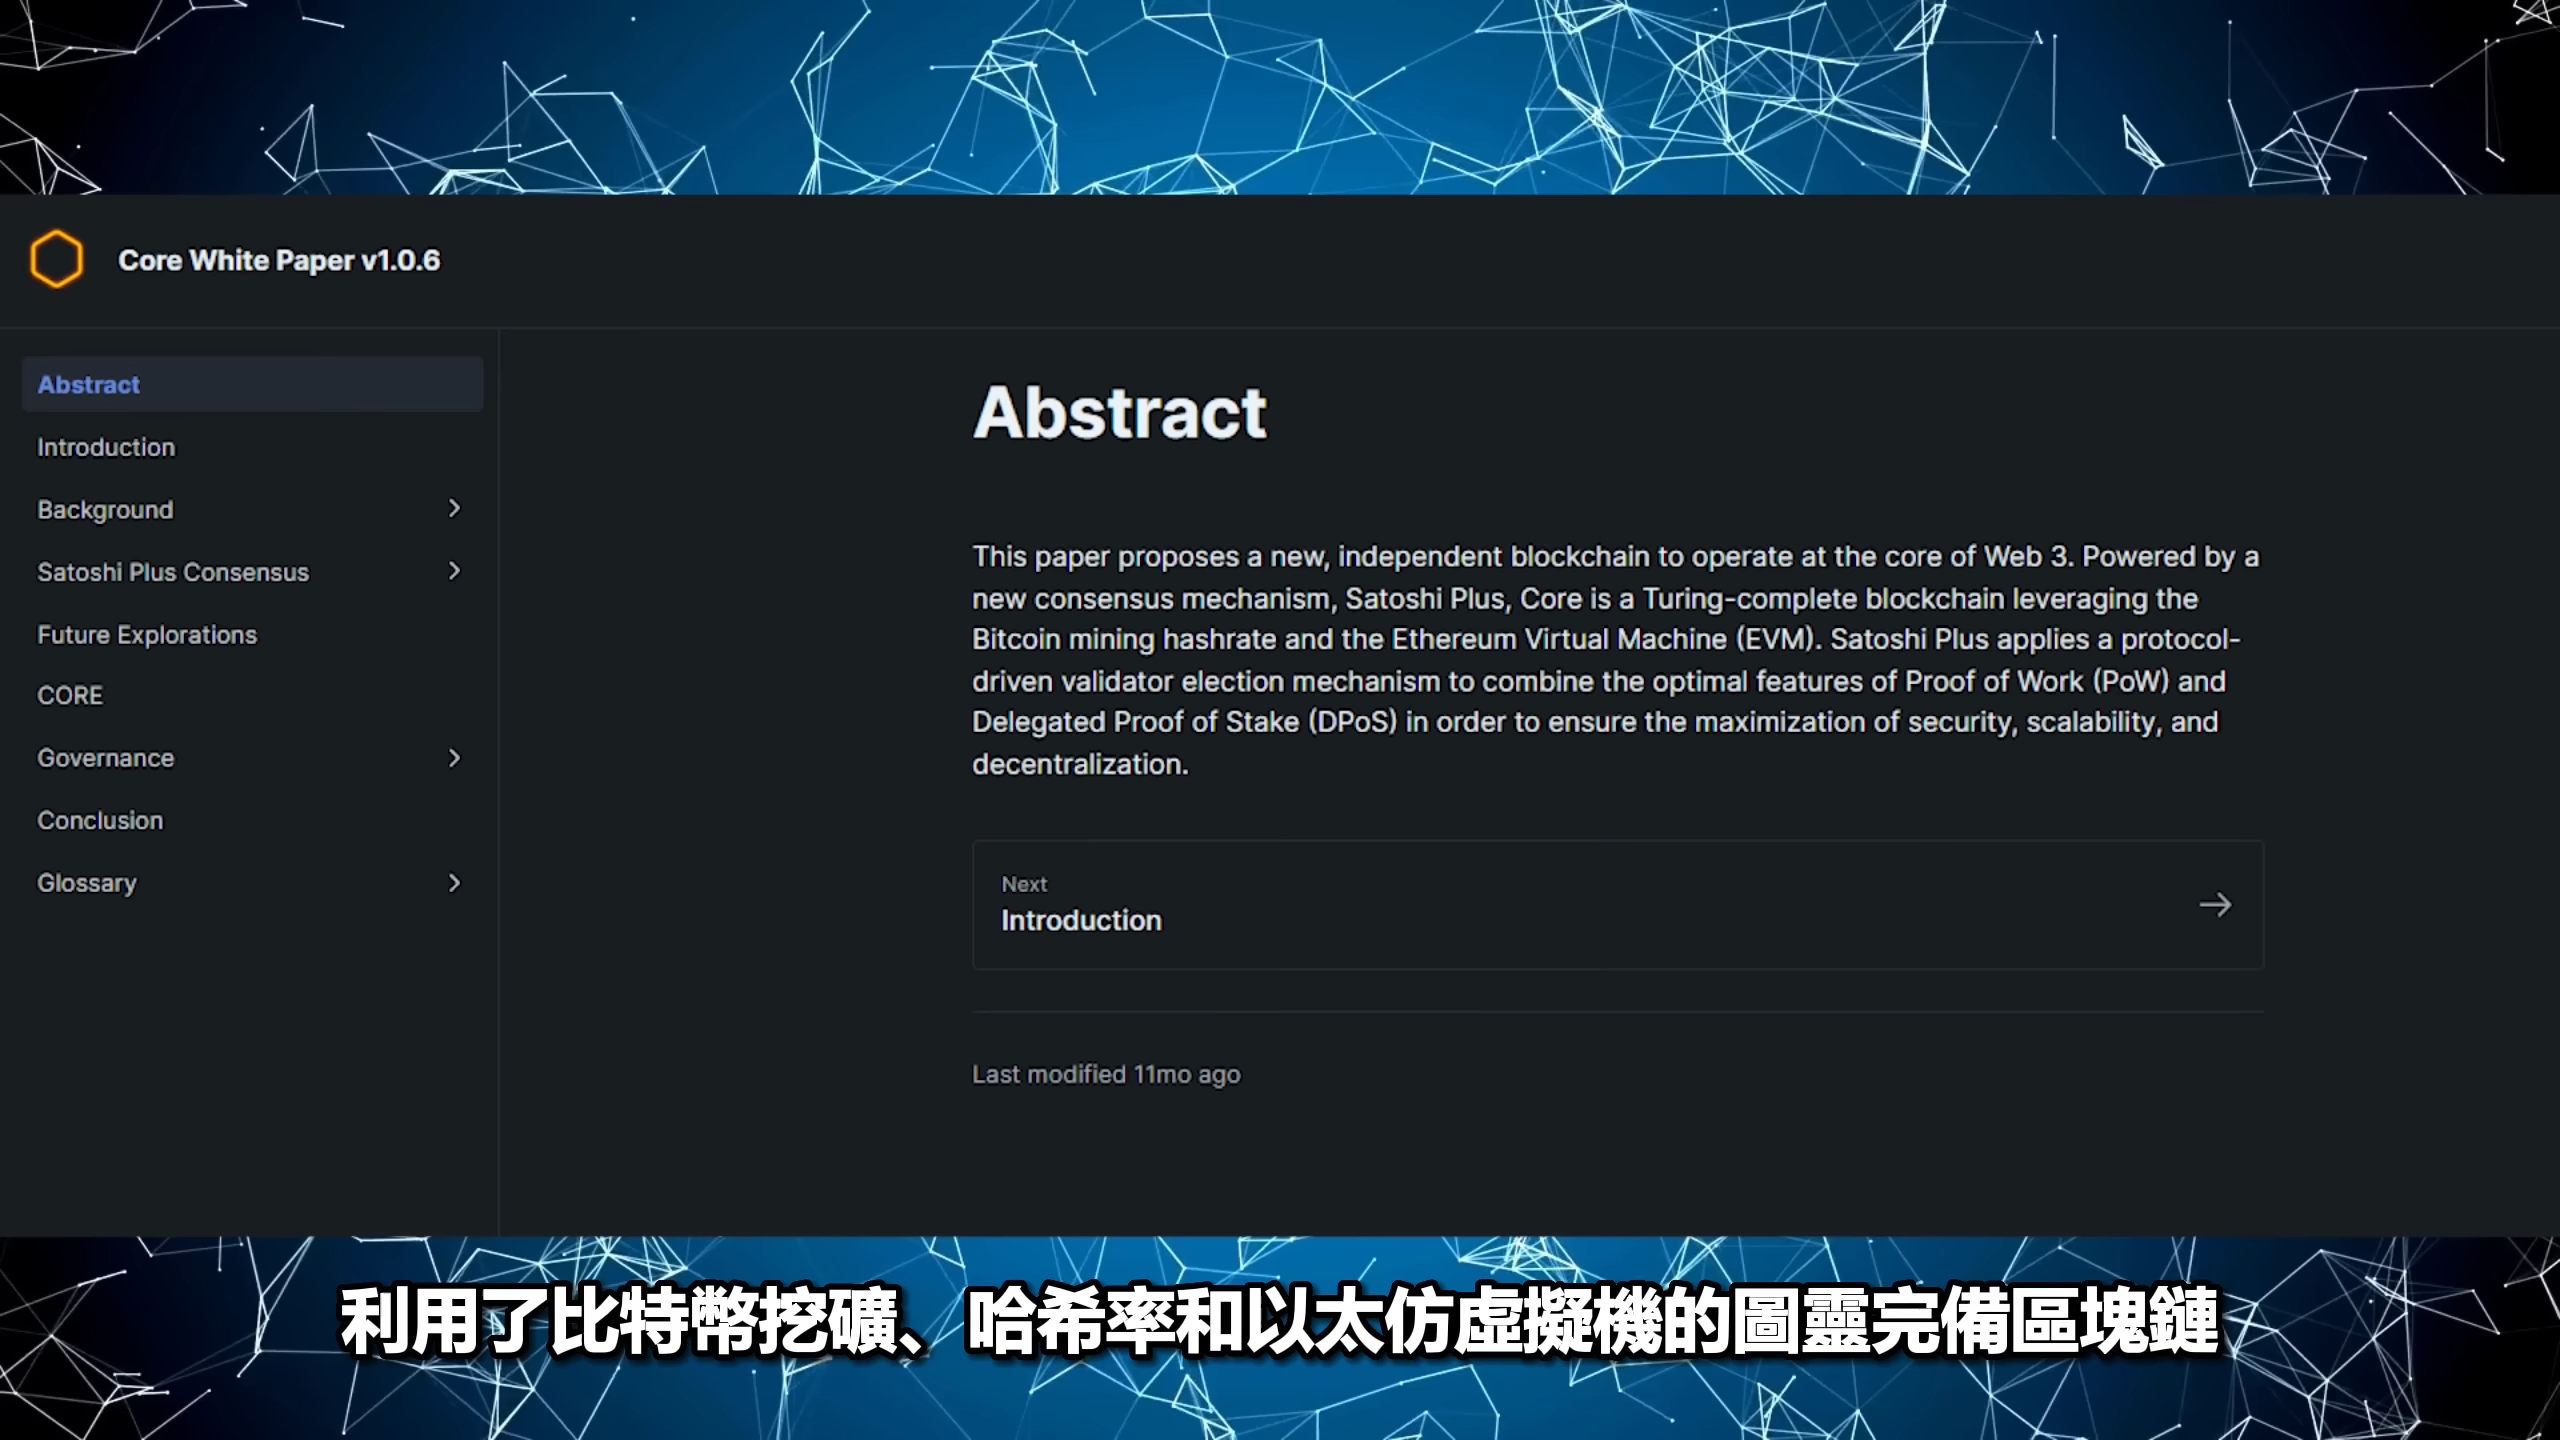 Core White Paper v1.0.6
Abstract
Introduction
Background
Satoshi Plus Consensus
Future Explorations
CORE
Governance
Conclusion
Glossary
Abstract
This paper proposes a new, independent blockchain to operate at the core of Web 3. Powered by a
new consensus mechanism, Satoshi Plus, Core is a Turing-complete blockchain leveraging the
Bitcoin mining hashrate and the Ethereum Virtual Machine (EVM). Satoshi Plus applies a protocol-
driven validator election mechanism to combine the optimal features of Proof of Work (PoW) and
Delegated Proof of Stake (DPoS) in order to ensure the maximization of security, scalability, and
decentralization.
Next
Introduction
Last modified 11mo ago
利用了比特幣挖礦、哈希率和以太仿虛擬機的圖靈完備區塊鏈